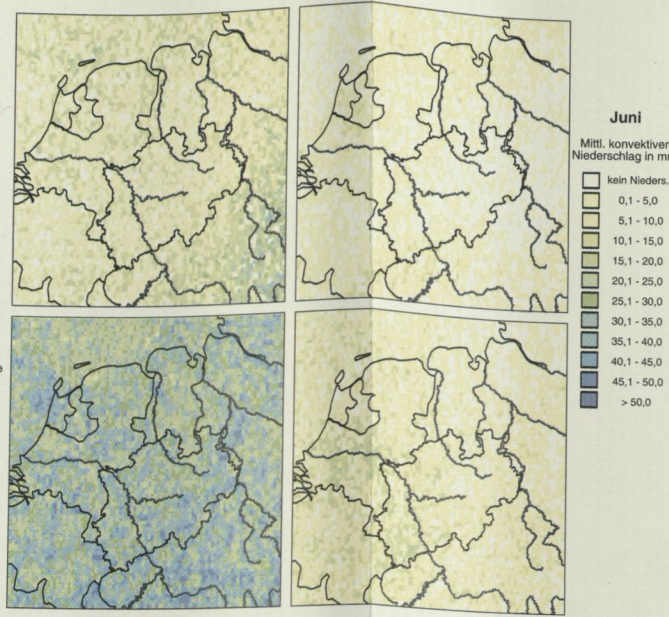 Juni
Mittl. konvektiver
Niederschlag in
kein Nieders.
0,1 - 5,0
5,1 - 10,0
10,1 - 15,0
15,1 - 20,0
20,1 - 25,0
25,1 - 30,0
30,1 - 35,0
35,1 - 40,0
40,1 - 45,0
45,1 - 50,0
> 50,0